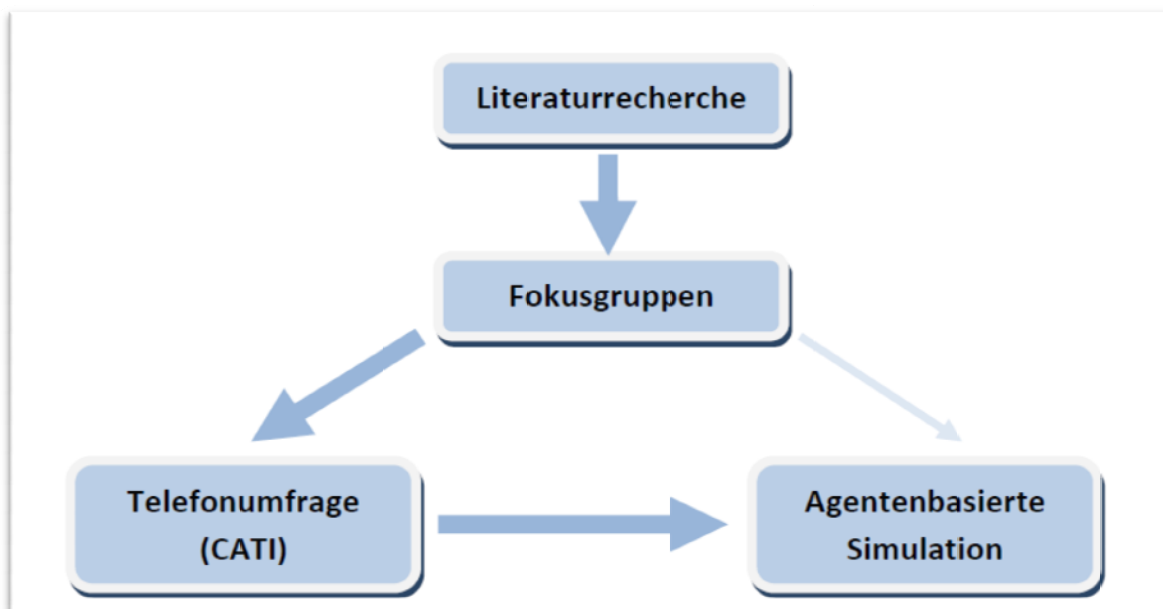 Literaturrecherche
Fokusgruppen
Telefonumfrage
(CATI)
Agentenbasierte
Simulation